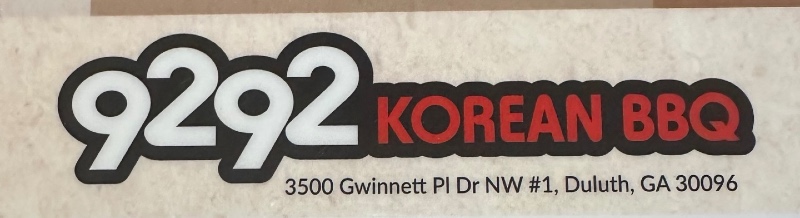 9292 KOREAN BBQ
3500 Gwinnett Pl Dr NW #1, Duluth, GA 30096